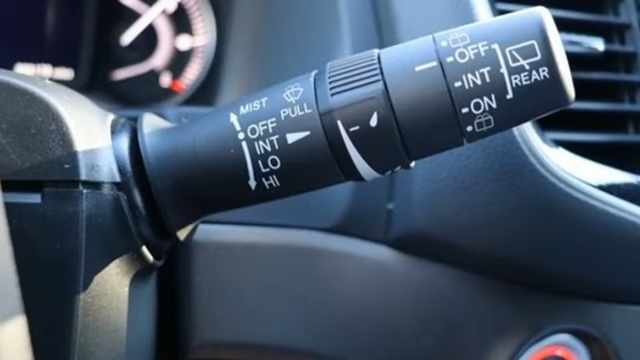 MIST
PULL
OFF
INT
LO
HI
OFF
INT
ON
REAR